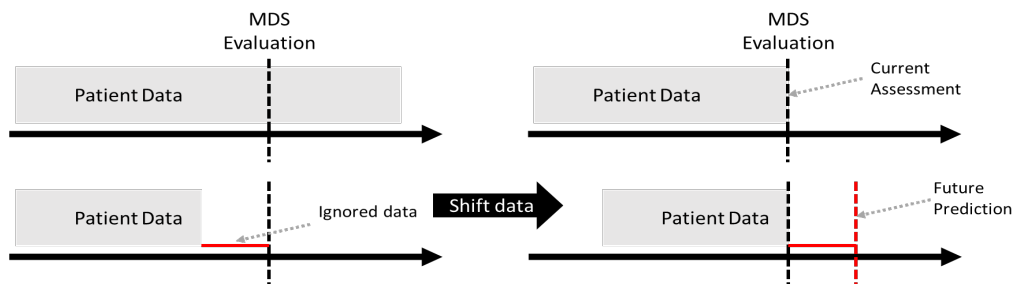 MDS
Evaluation
Patient Data
MDS
Evaluation
Patient Data
Current
Assessment
Patient Data
Ignored data
Shift data
Patient Data
Future
Prediction